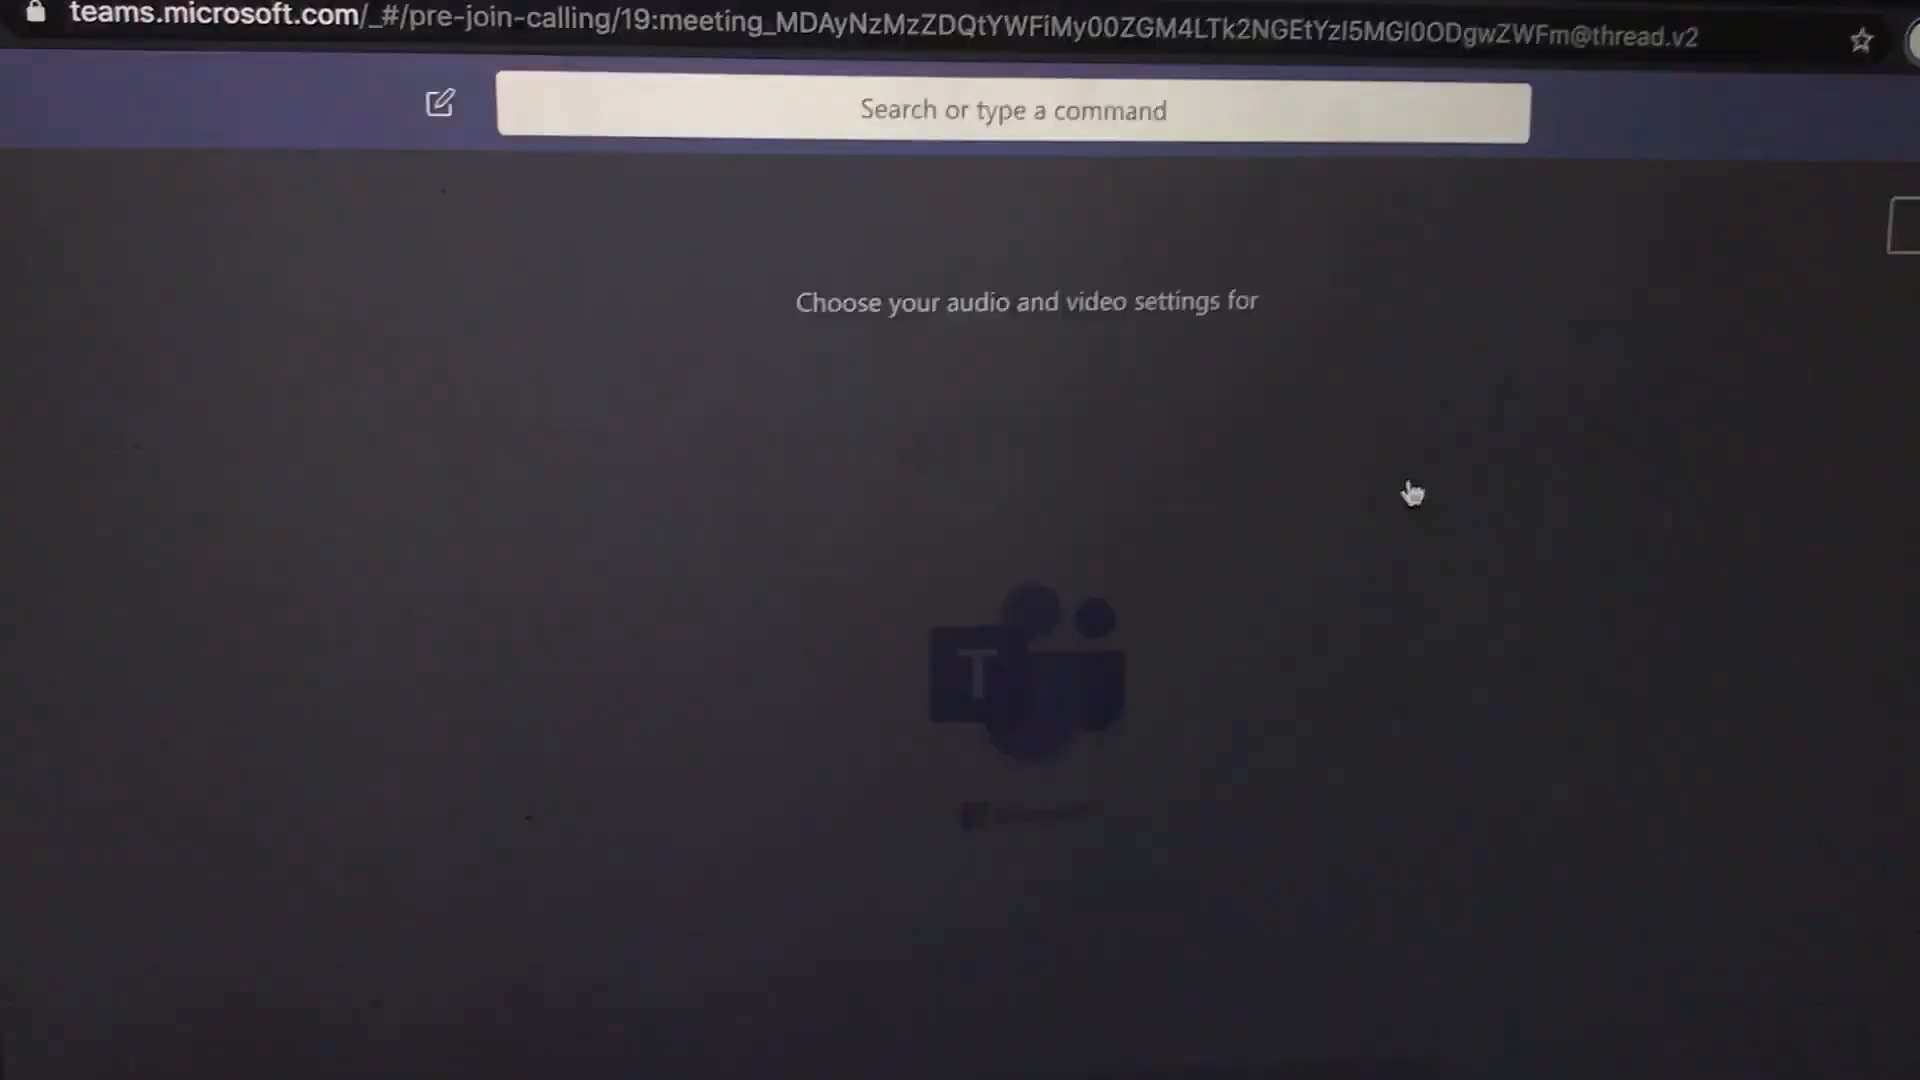 teams.microsoft.com/_#/pre-join-calling/19:meeting_MDAyNzMzZDQtYWFiMy00ZGM4LTk2NGEtYzI5MGI0ODgwZWFm@thread.v2
Search or type a command
Choose your audio and video settings for
T